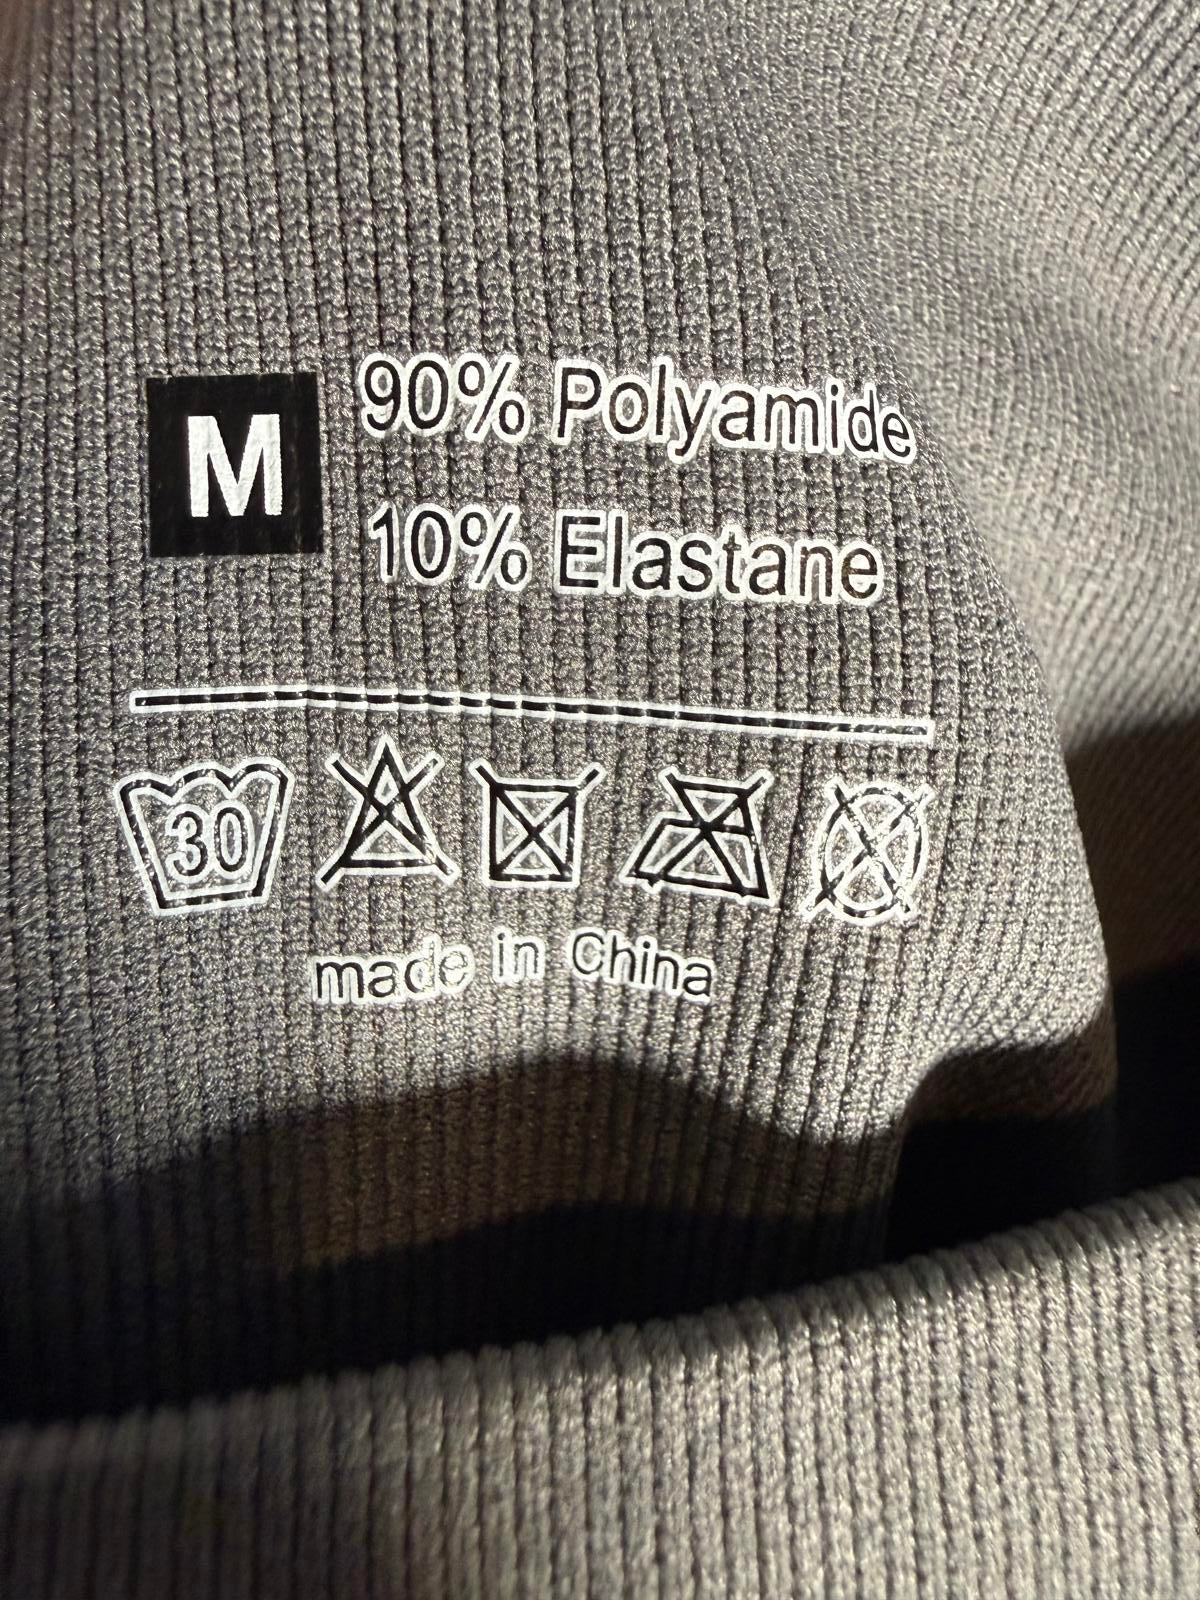 M
90% Polyamide
10% Elastane
30
made in China